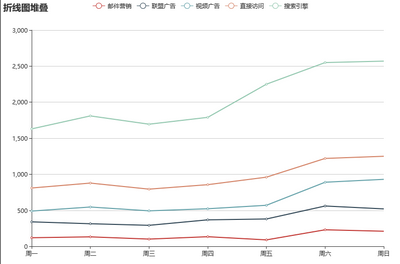 折线图堆叠
邮件营销 联盟广告 视频广告 直接访问 搜索引擎
3,000
2,500
2,000
1,500
1,000
500
0
周一 周二 周三 周四 周五 周六 周日